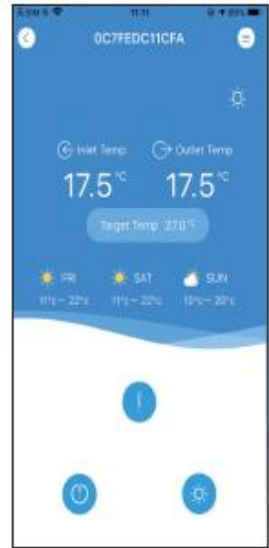 11:11
0C7FEDC11CFA
Inlet Temp Outlet Temp
17.5°C 17.5°C
Target Temp 27.0°C
FRI SAT SUN
11°c~ 22°c 11°c~ 22°c 10°c~ 20°c